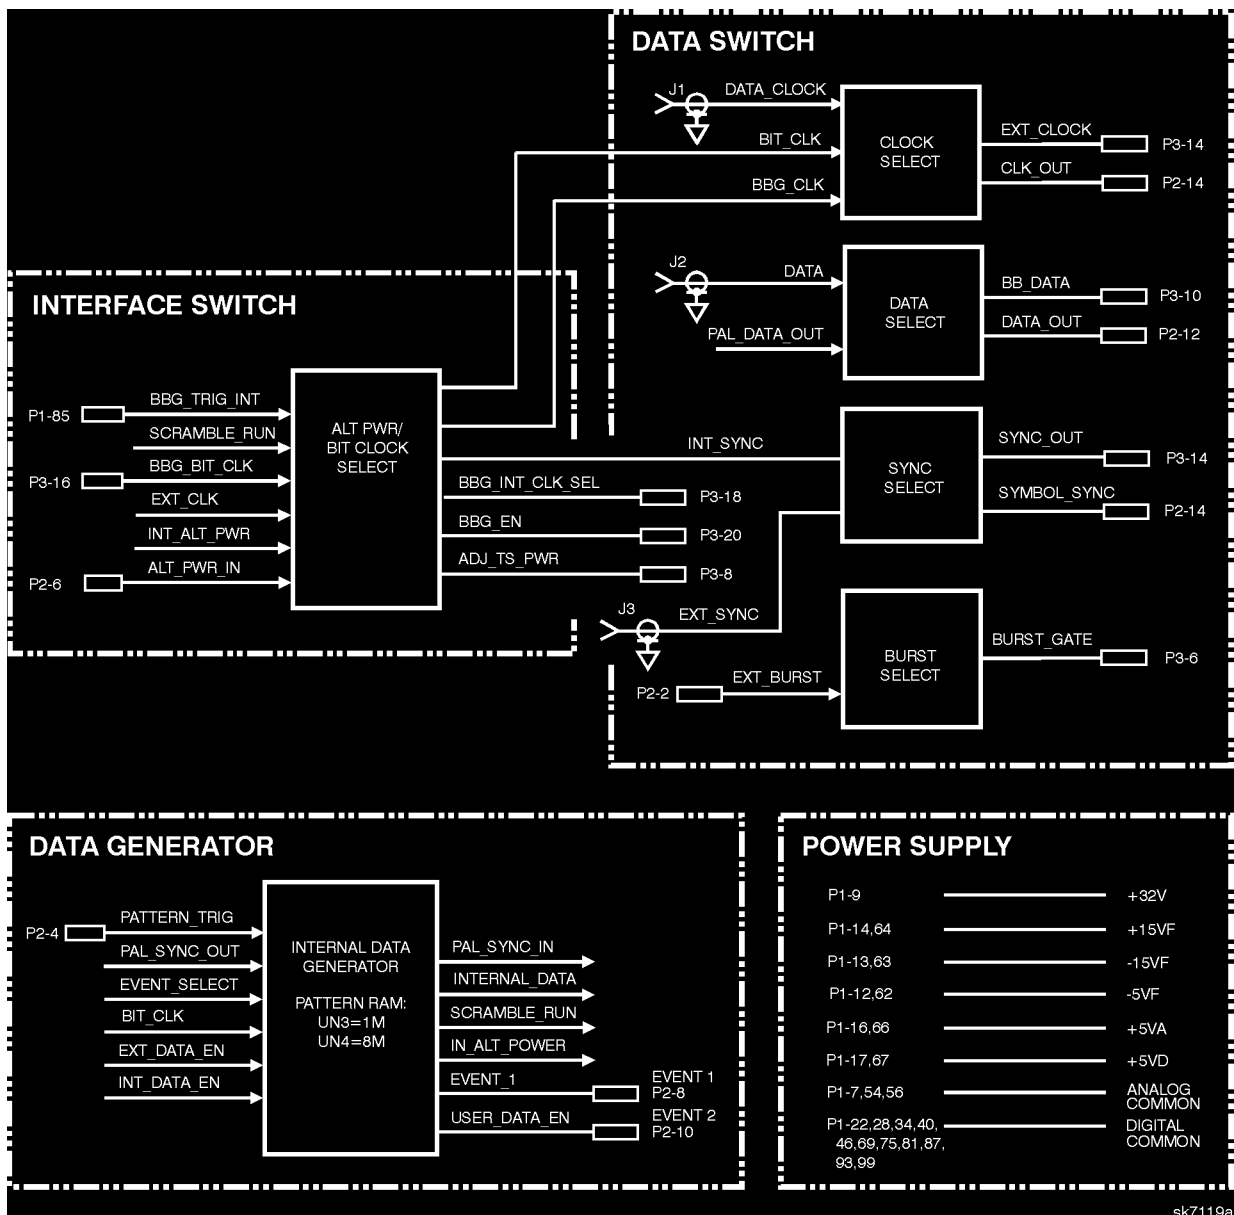 DATA SWITCH
J1
DATA_CLOCK
BIT_CLK
BBG_CLK
CLOCK
SELECT
EXT_CLOCK
P3-14
CLK_OUT
P2-14
J2
DATA
PAL_DATA_OUT
DATA
SELECT
BB_DATA
P3-10
DATA_OUT
P2-12
INT_SYNC
SYNC
SELECT
SYNC_OUT
P3-14
SYMBOL_SYNC
P2-14
J3
EXT_SYNC
P2-2
EXT_BURST
BURST
SELECT
BURST_GATE
P3-6
INTERFACE SWITCH
P1-85
BBG_TRIG_INT
SCRAMBLE_RUN
P3-16
BBG_BIT_CLK
EXT_CLK
INT_ALT_PWR
P2-6
ALT_PWR_IN
ALT PWR/
BIT CLOCK
SELECT
BBG_INT_CLK_SEL
P3-18
BBG_EN
P3-20
ADJ_TS_PWR
P3-8
DATA GENERATOR
P2-4
PATTERN_TRIG
PAL_SYNC_OUT
EVENT_SELECT
BIT_CLK
EXT_DATA_EN
INT_DATA_EN
INTERNAL DATA
GENERATOR
PATTERN RAM:
UN3=1M
UN4=8M
PAL_SYNC_IN
INTERNAL_DATA
SCRAMBLE_RUN
IN_ALT_POWER
EVENT_1
EVENT 1
P2-8
USER_DATA_EN
EVENT 2
P2-10
POWER SUPPLY
P1-9 +32V
P1-14,64 +15VF
P1-13,63 -15VF
P1-12,62 -5VF
P1-16,66 +5VA
P1-17,67 +5VD
P1-7,54,56 ANALOG
COMMON
P1-22,28,34,40, DIGITAL
46,69,75,81,87, COMMON
93,99
sk7119a